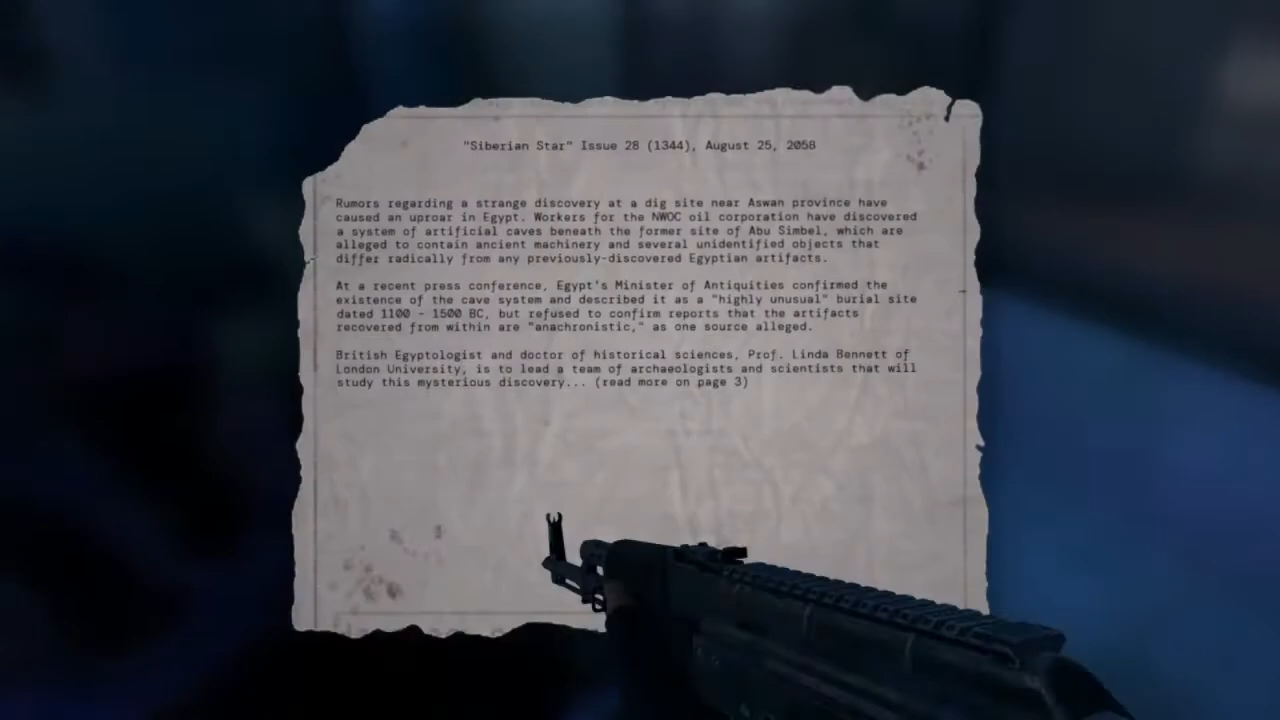 "Siberian Star" Issue 28 (1344), August 25, 2058
Rumors regarding a strange discovery at a dig site near Aswan province have
caused an uproar in Egypt. Workers for the NWOC oil corporation have discovered
a system of artificial caves beneath the former site of Abu Simbel, which are
alleged to contain ancient machinery and several unidentified objects that
differ radically from any previously-discovered Egyptian artifacts.
At a recent press conference, Egypt's Minister of Antiquities confirmed the
existence of the cave system and described it as a "highly unusual" burial site
dated 1100 - 1500 BC, but refused to confirm reports that the artifacts
recovered from within are "anachronistic," as one source alleged.
British Egyptologist and doctor of historical sciences, Prof. Linda Bennett of
London University, is to lead a team of archaeologists and scientists that will
study this mysterious discovery... (read more on page 3)